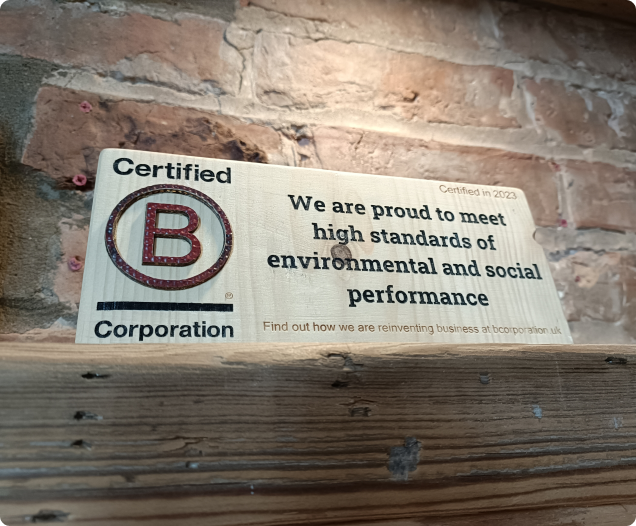 Certified
B
®
Corporation
Certified in 2023
We are proud to meet
high standards of
environmental and social
performance
Find out how we are reinventing business at bcorporation.uk